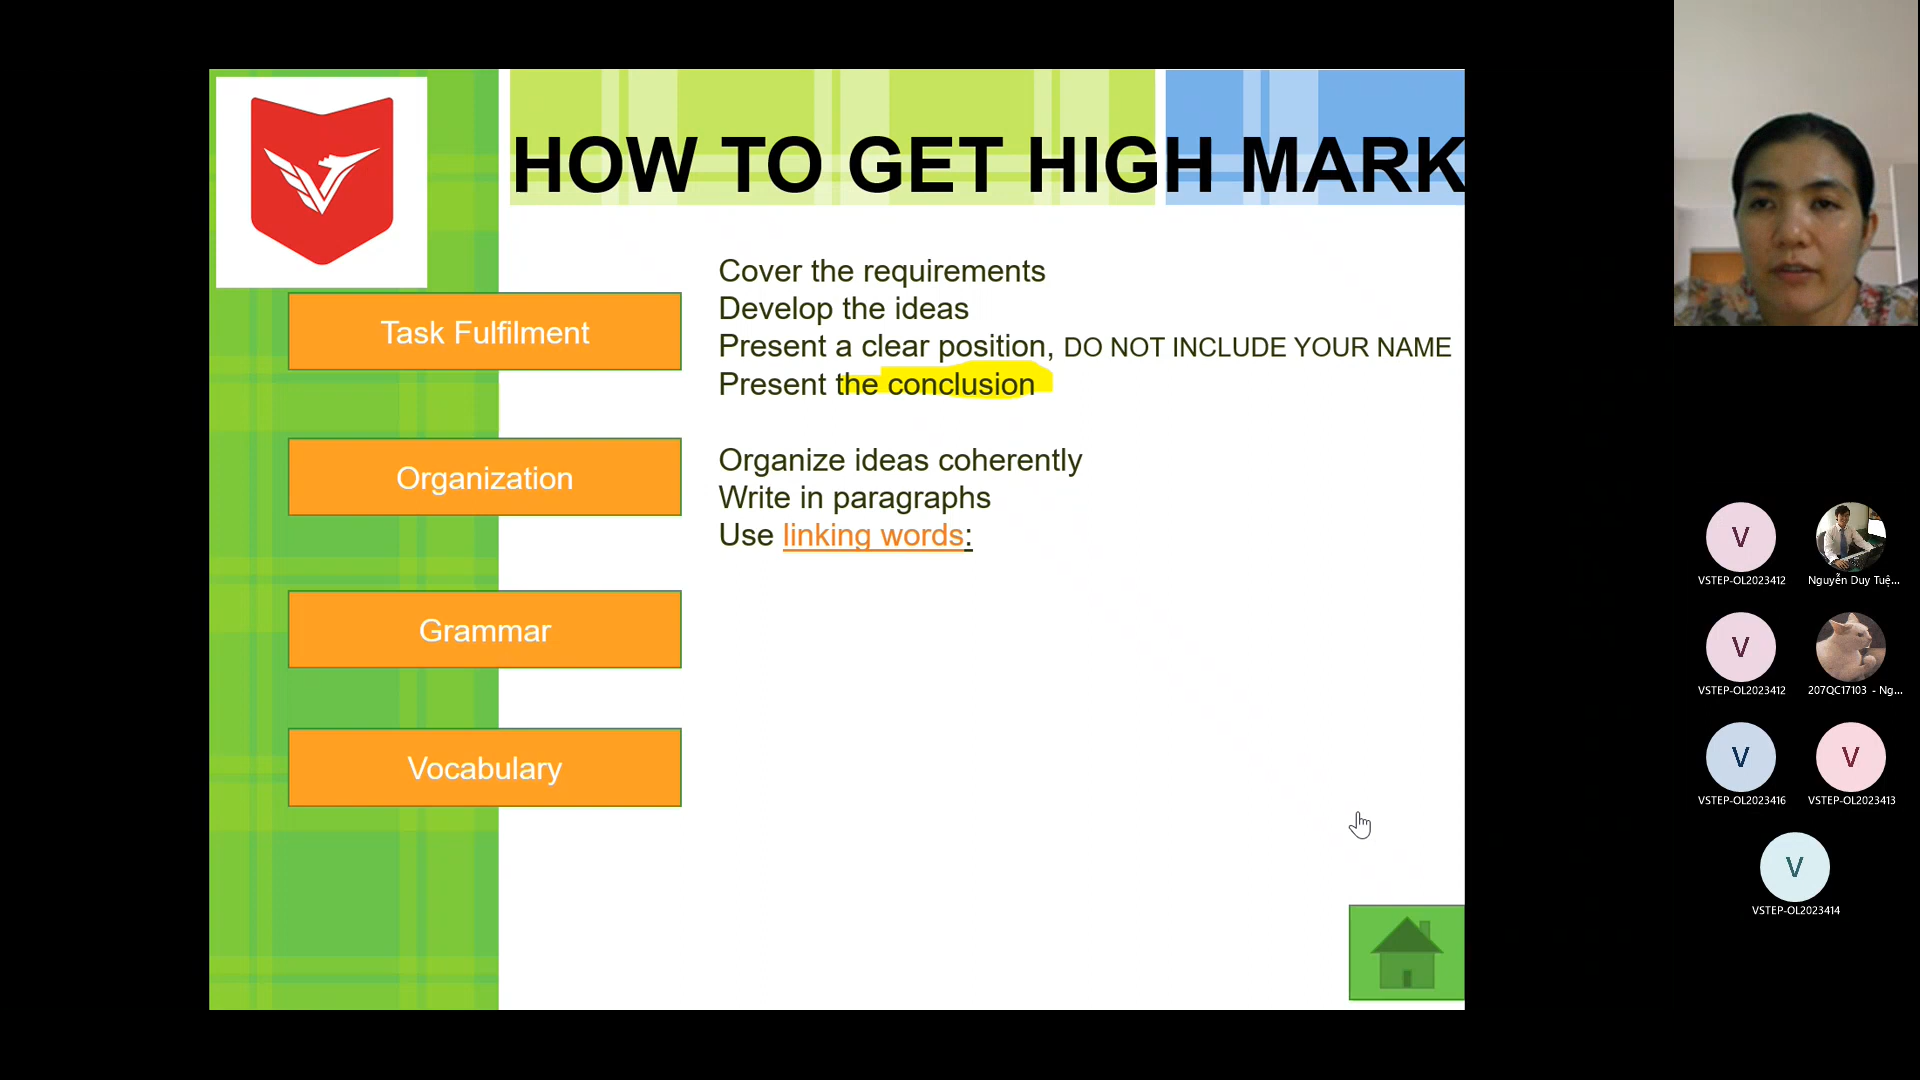 HOW TO GET HIGH MARK
Task Fulfilment
Cover the requirements
Develop the ideas
Present a clear position, DO NOT INCLUDE YOUR NAME
Present the conclusion
Organization
Organize ideas coherently
Write in paragraphs
Use linking words:
Grammar
Vocabulary
V
VSTEP-OL2023412
Nguyễn Duy Tuệ...
V
VSTEP-OL2023412
207QC17103 - Ng...
V
VSTEP-OL2023416
V
VSTEP-OL2023413
V
VSTEP-OL2023414